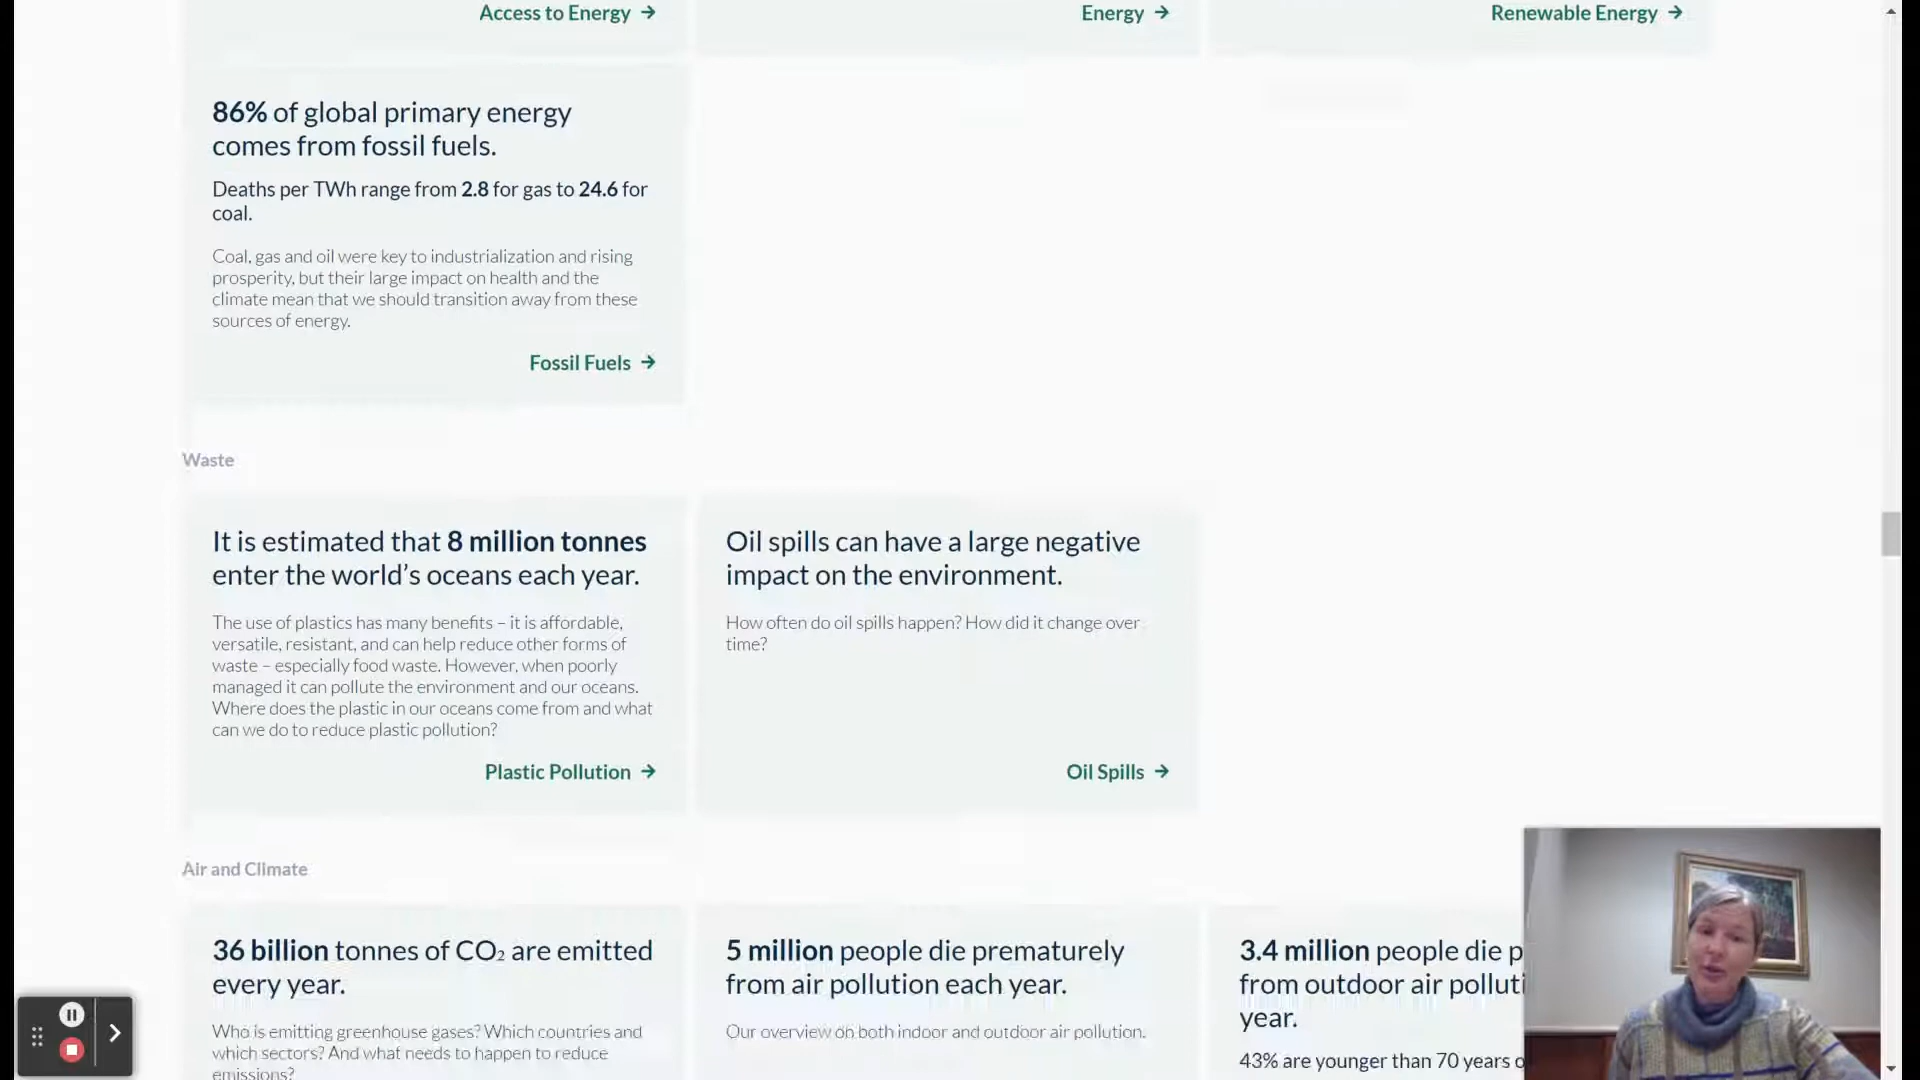 Access to Energy →
Energy →
Renewable Energy →
86% of global primary energy
comes from fossil fuels.
Deaths per TWh range from 2.8 for gas to 24.6 for
coal.
Coal, gas and oil were key to industrialization and rising
prosperity, but their large impact on health and the
climate mean that we should transition away from these
sources of energy.
Fossil Fuels →
Waste
It is estimated that 8 million tonnes
enter the world’s oceans each year.
The use of plastics has many benefits – it is affordable,
versatile, resistant, and can help reduce other forms of
waste – especially food waste. However, when poorly
managed it can pollute the environment and our oceans.
Where does the plastic in our oceans come from and what
can we do to reduce plastic pollution?
Plastic Pollution →
Oil spills can have a large negative
impact on the environment.
How often do oil spills happen? How did it change over
time?
Oil Spills →
Air and Climate
36 billion tonnes of CO₂ are emitted
every year.
Who is emitting greenhouse gases? Which countries and
which sectors? And what needs to happen to reduce
emissions?
5 million people die prematurely
from air pollution each year.
Our overview on both indoor and outdoor air pollution.
3.4 million people die p
from outdoor air polluti
year.
43% are younger than 70 years o